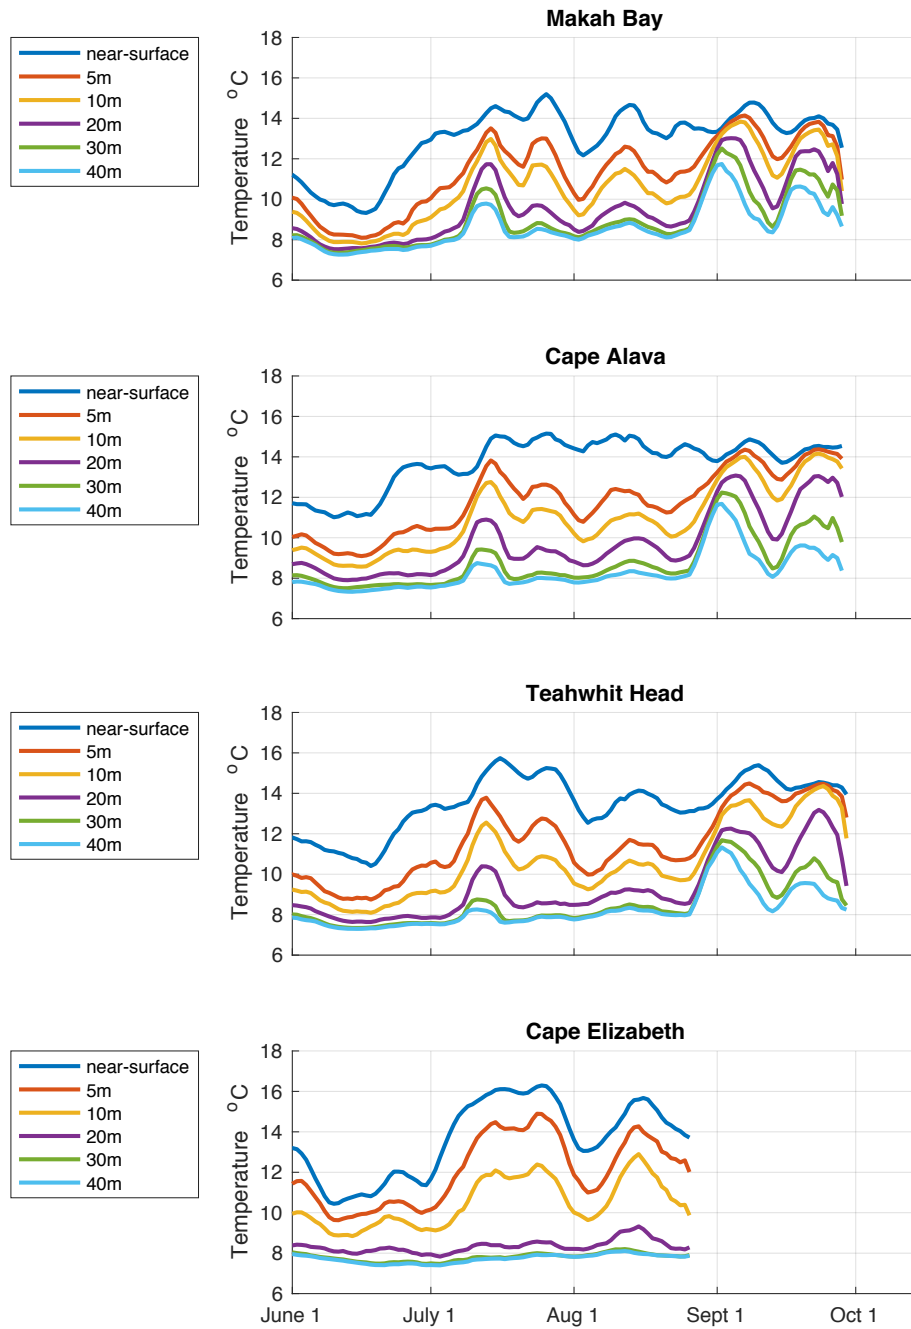 Makah Bay
near-surface
5m
10m
20m
30m
40m
Temperature °C
18
16
14
12
10
8
6
Cape Alava
near-surface
5m
10m
20m
30m
40m
Temperature °C
18
16
14
12
10
8
6
Teahwhit Head
near-surface
5m
10m
20m
30m
40m
Temperature °C
18
16
14
12
10
8
6
Cape Elizabeth
near-surface
5m
10m
20m
30m
40m
Temperature °C
18
16
14
12
10
8
6
June 1 July 1 Aug 1 Sept 1 Oct 1